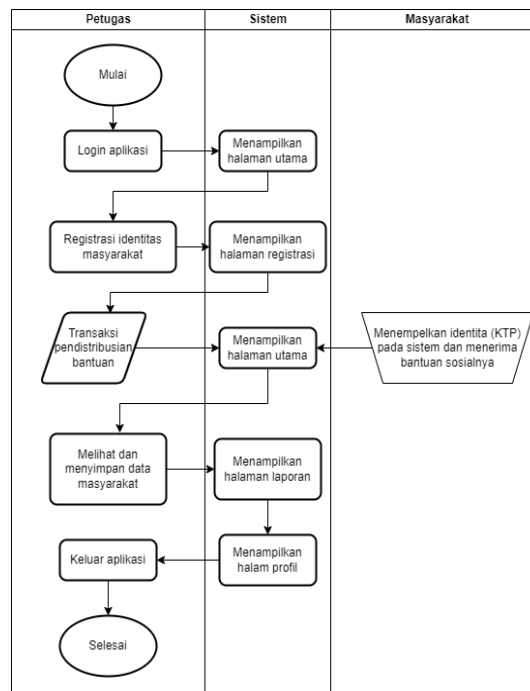 Petugas
Sistem
Masyarakat
Mulai
Login aplikasi
Menampilkan
halaman utama
Registrasi identitas
masyarakat
Menampilkan
halaman registrasi
Transaksi
pendistribusian
bantuan
Menampilkan
halaman utama
Menempelkan identita (KTP)
pada sistem dan menerima
bantuan sosialnya
Melihat dan
menyimpan data
masyarakat
Menampilkan
halaman laporan
Keluar aplikasi
Menampilkan
halam profil
Selesai